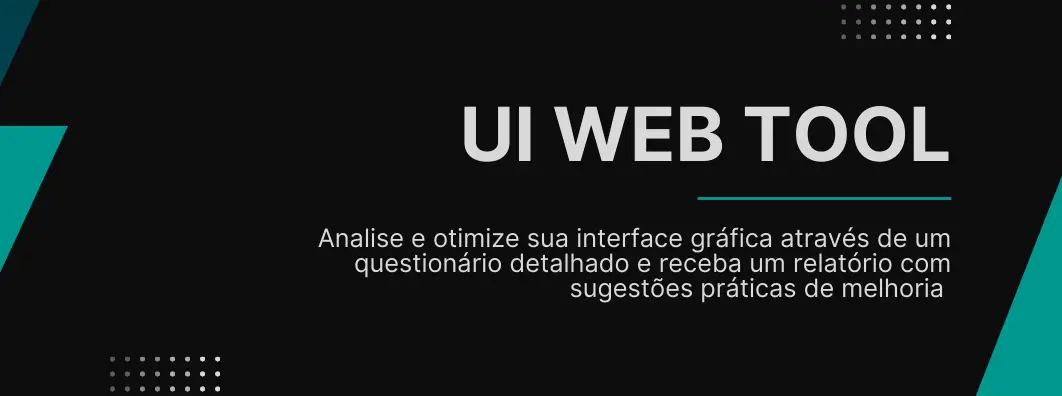 UI WEB TOOL
Analise e otimize sua interface gráfica através de um
questionário detalhado e receba um relatório com
sugestões práticas de melhoria